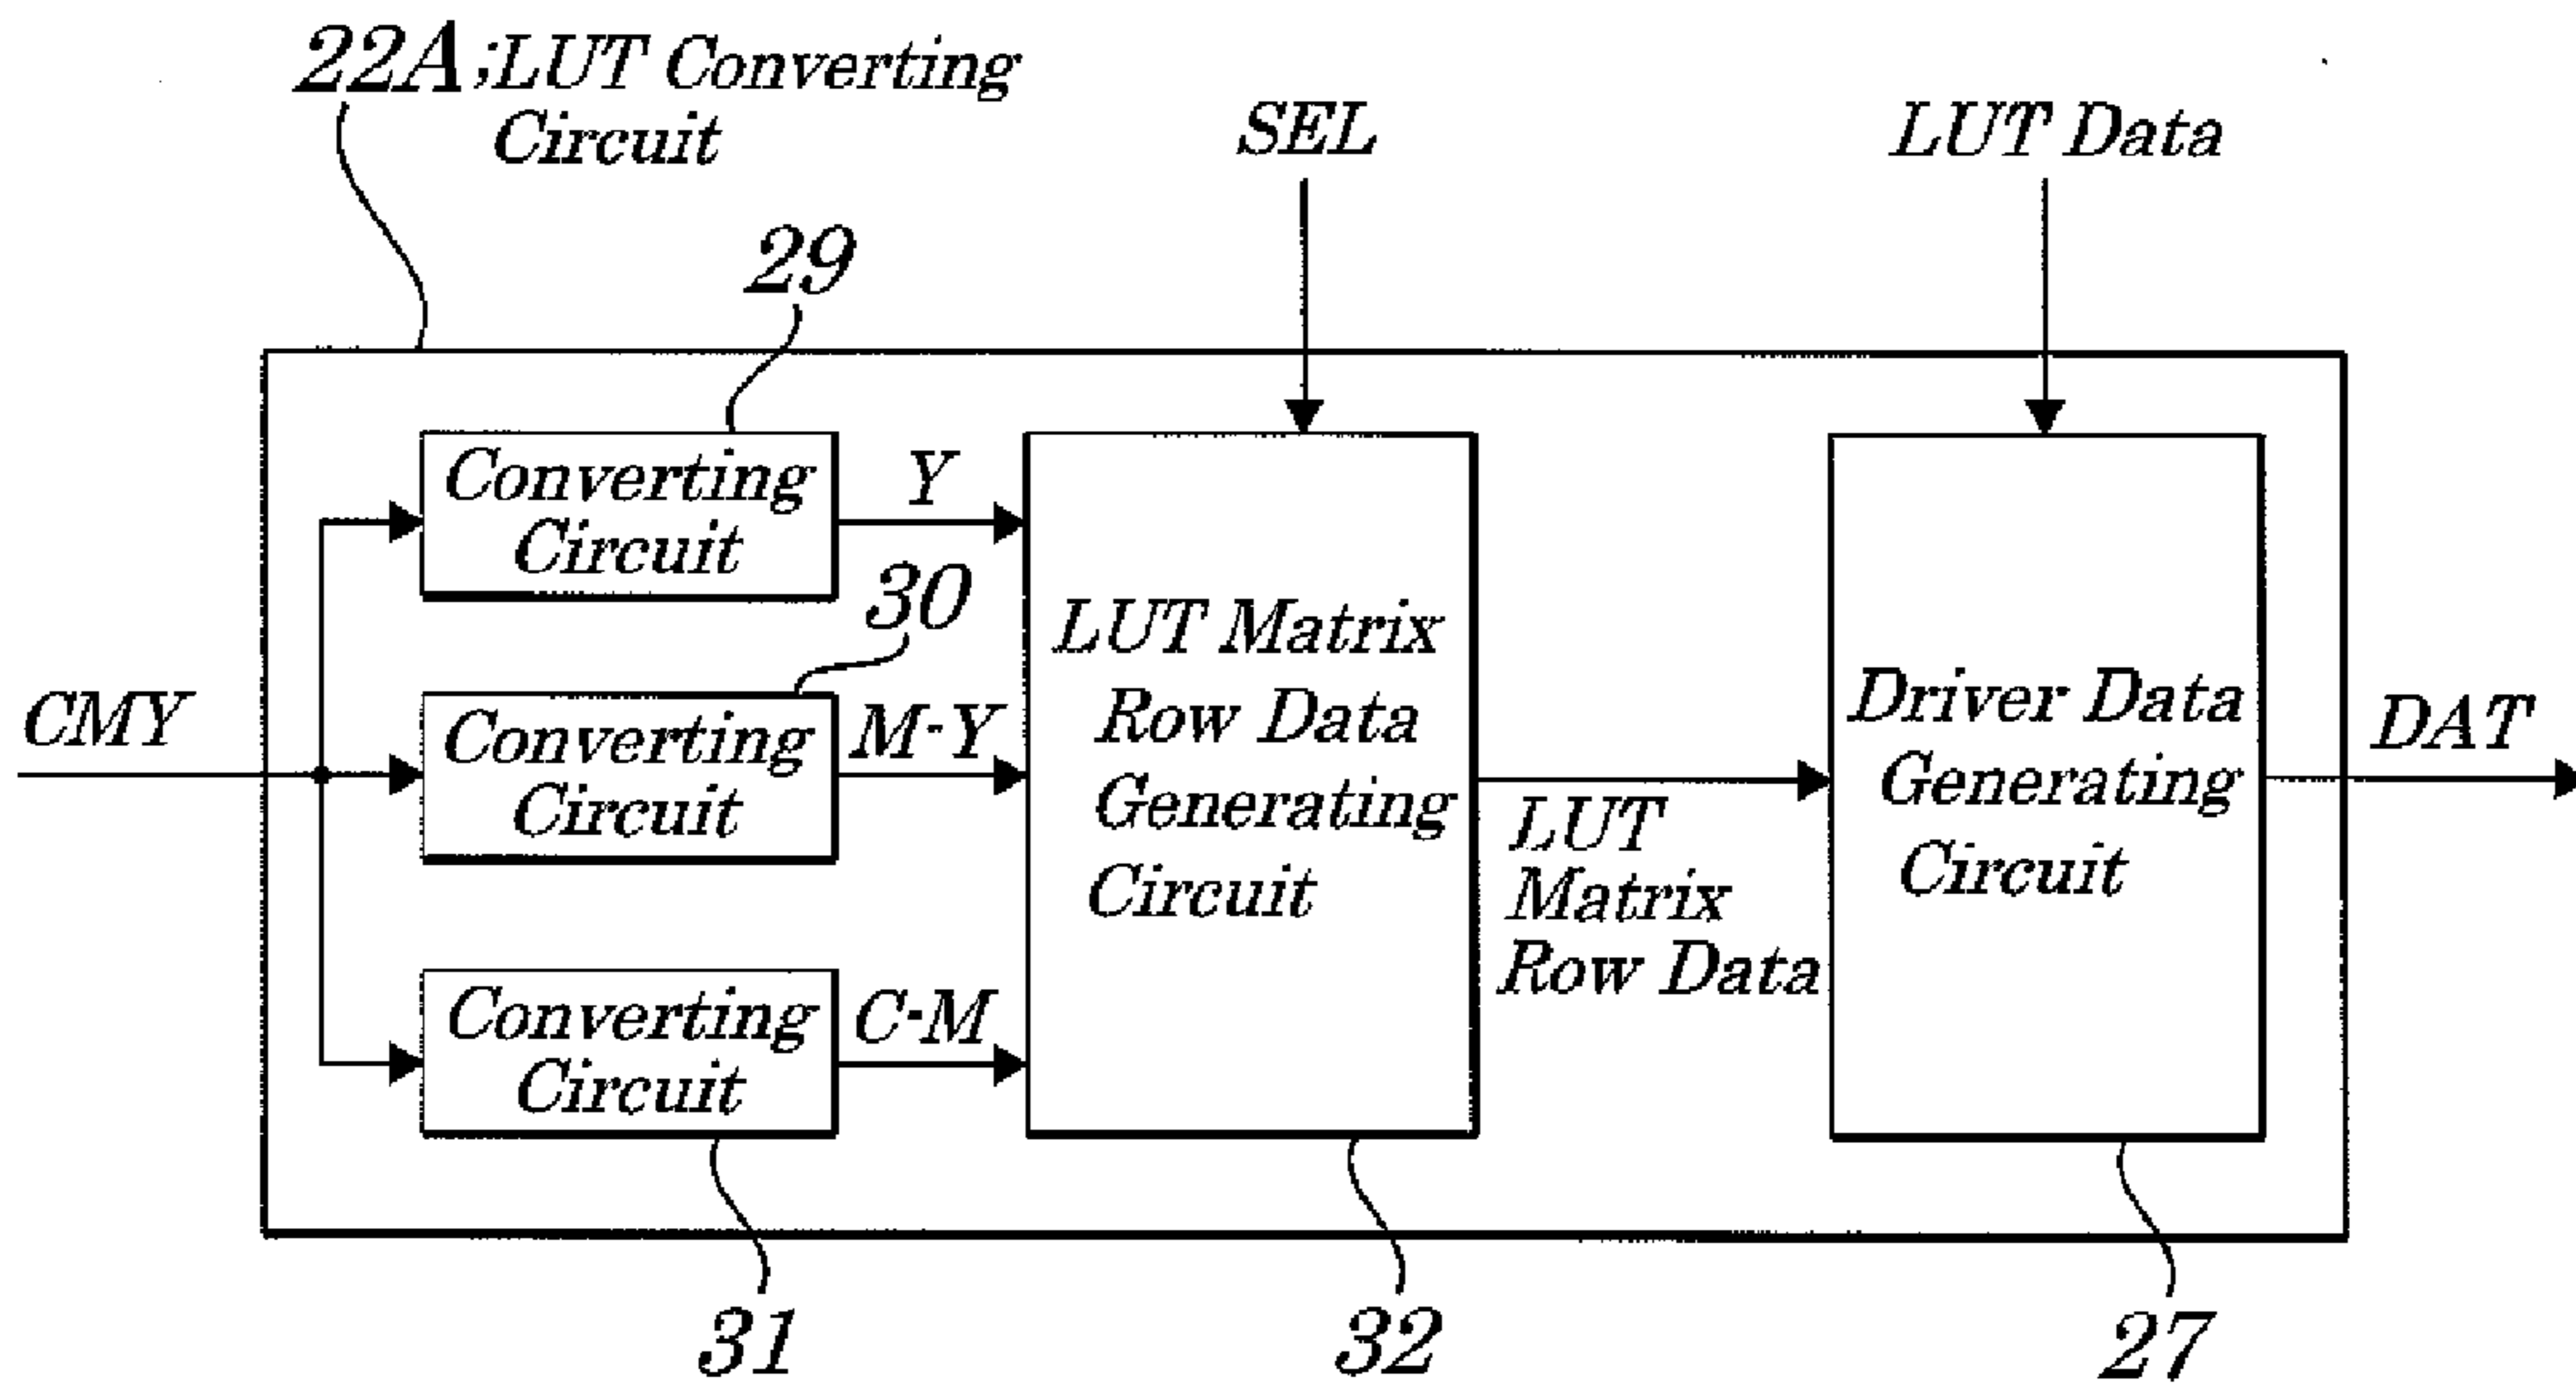 22A;LUT Converting
Circuit
SEL
LUT Data
29
Converting
Circuit
Y
30
CMY
Converting
Circuit
M-Y
Converting
Circuit
C-M
31
LUT Matrix
Row Data
Generating
Circuit
32
LUT
Matrix
Row Data
Driver Data
Generating
Circuit
27
DAT